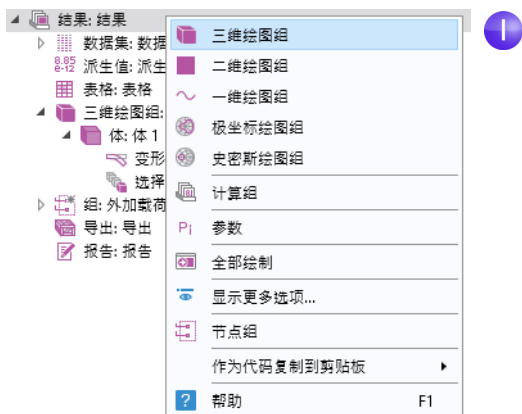 结果: 结果
数据集: 数据
8.85
e-12
派生值: 派生
表格: 表格
三维绘图组:
体: 体 1
变形
选择
组: 外加载荷
导出: 导出
报告: 报告
三维绘图组
二维绘图组
一维绘图组
极坐标绘图组
史密斯绘图组
计算组
Pi 参数
全部绘制
显示更多选项...
节点组
作为代码复制到剪贴板
? 帮助 F1
1